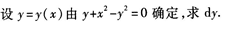 设 y=y(x)由 y+x²-y²=0 确定,求 dy.